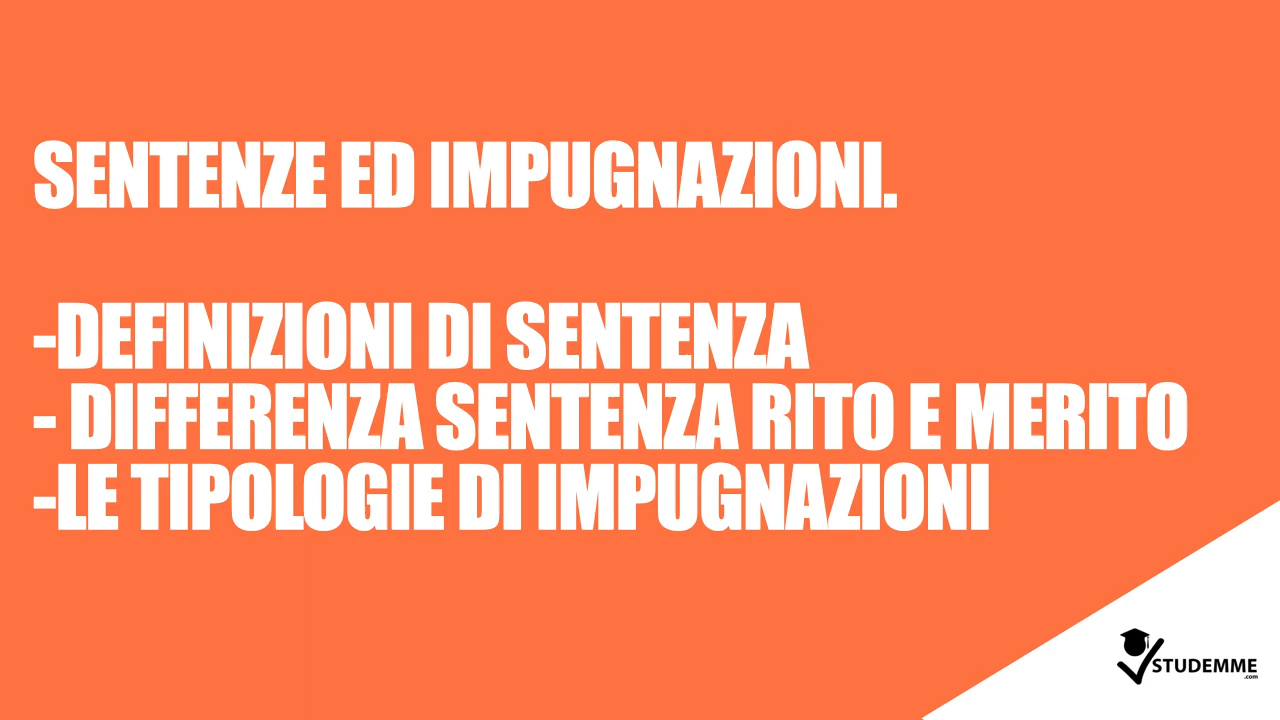 SENTENZE ED IMPUGNAZIONI.
-DEFINIZIONI DI SENTENZA
- DIFFERENZA SENTENZA RITO E MERITO
-LE TIPOLOGIE DI IMPUGNAZIONI
STUDEMME
.com